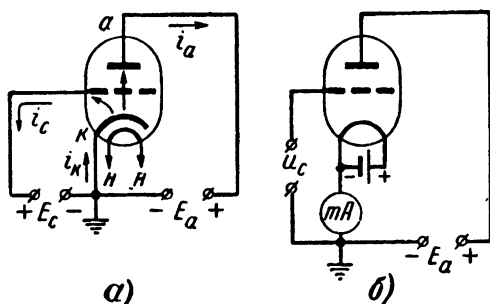 a
i_a
i_c
к
i_к
н н
+ E_c -
- E_a +
a)
u_c
- +
mA
- E_a +
б)